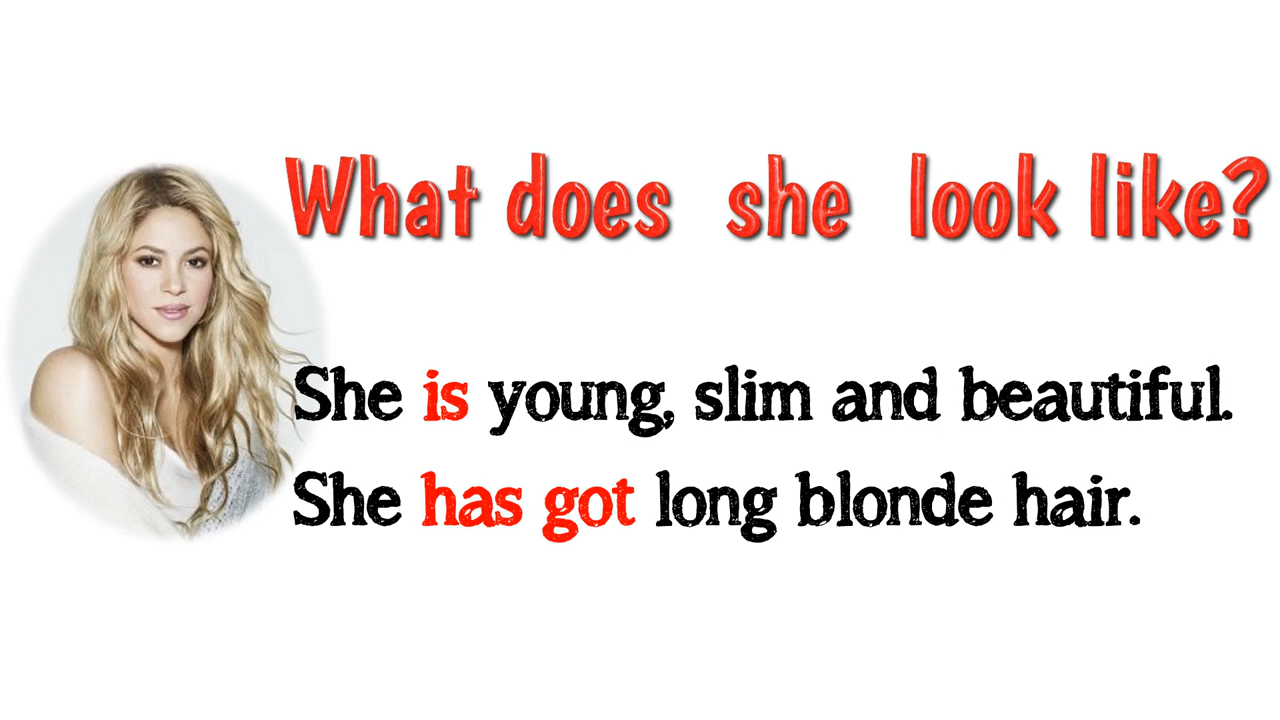 What does she look like?
She is young, slim and beautiful.
She has got long blonde hair.